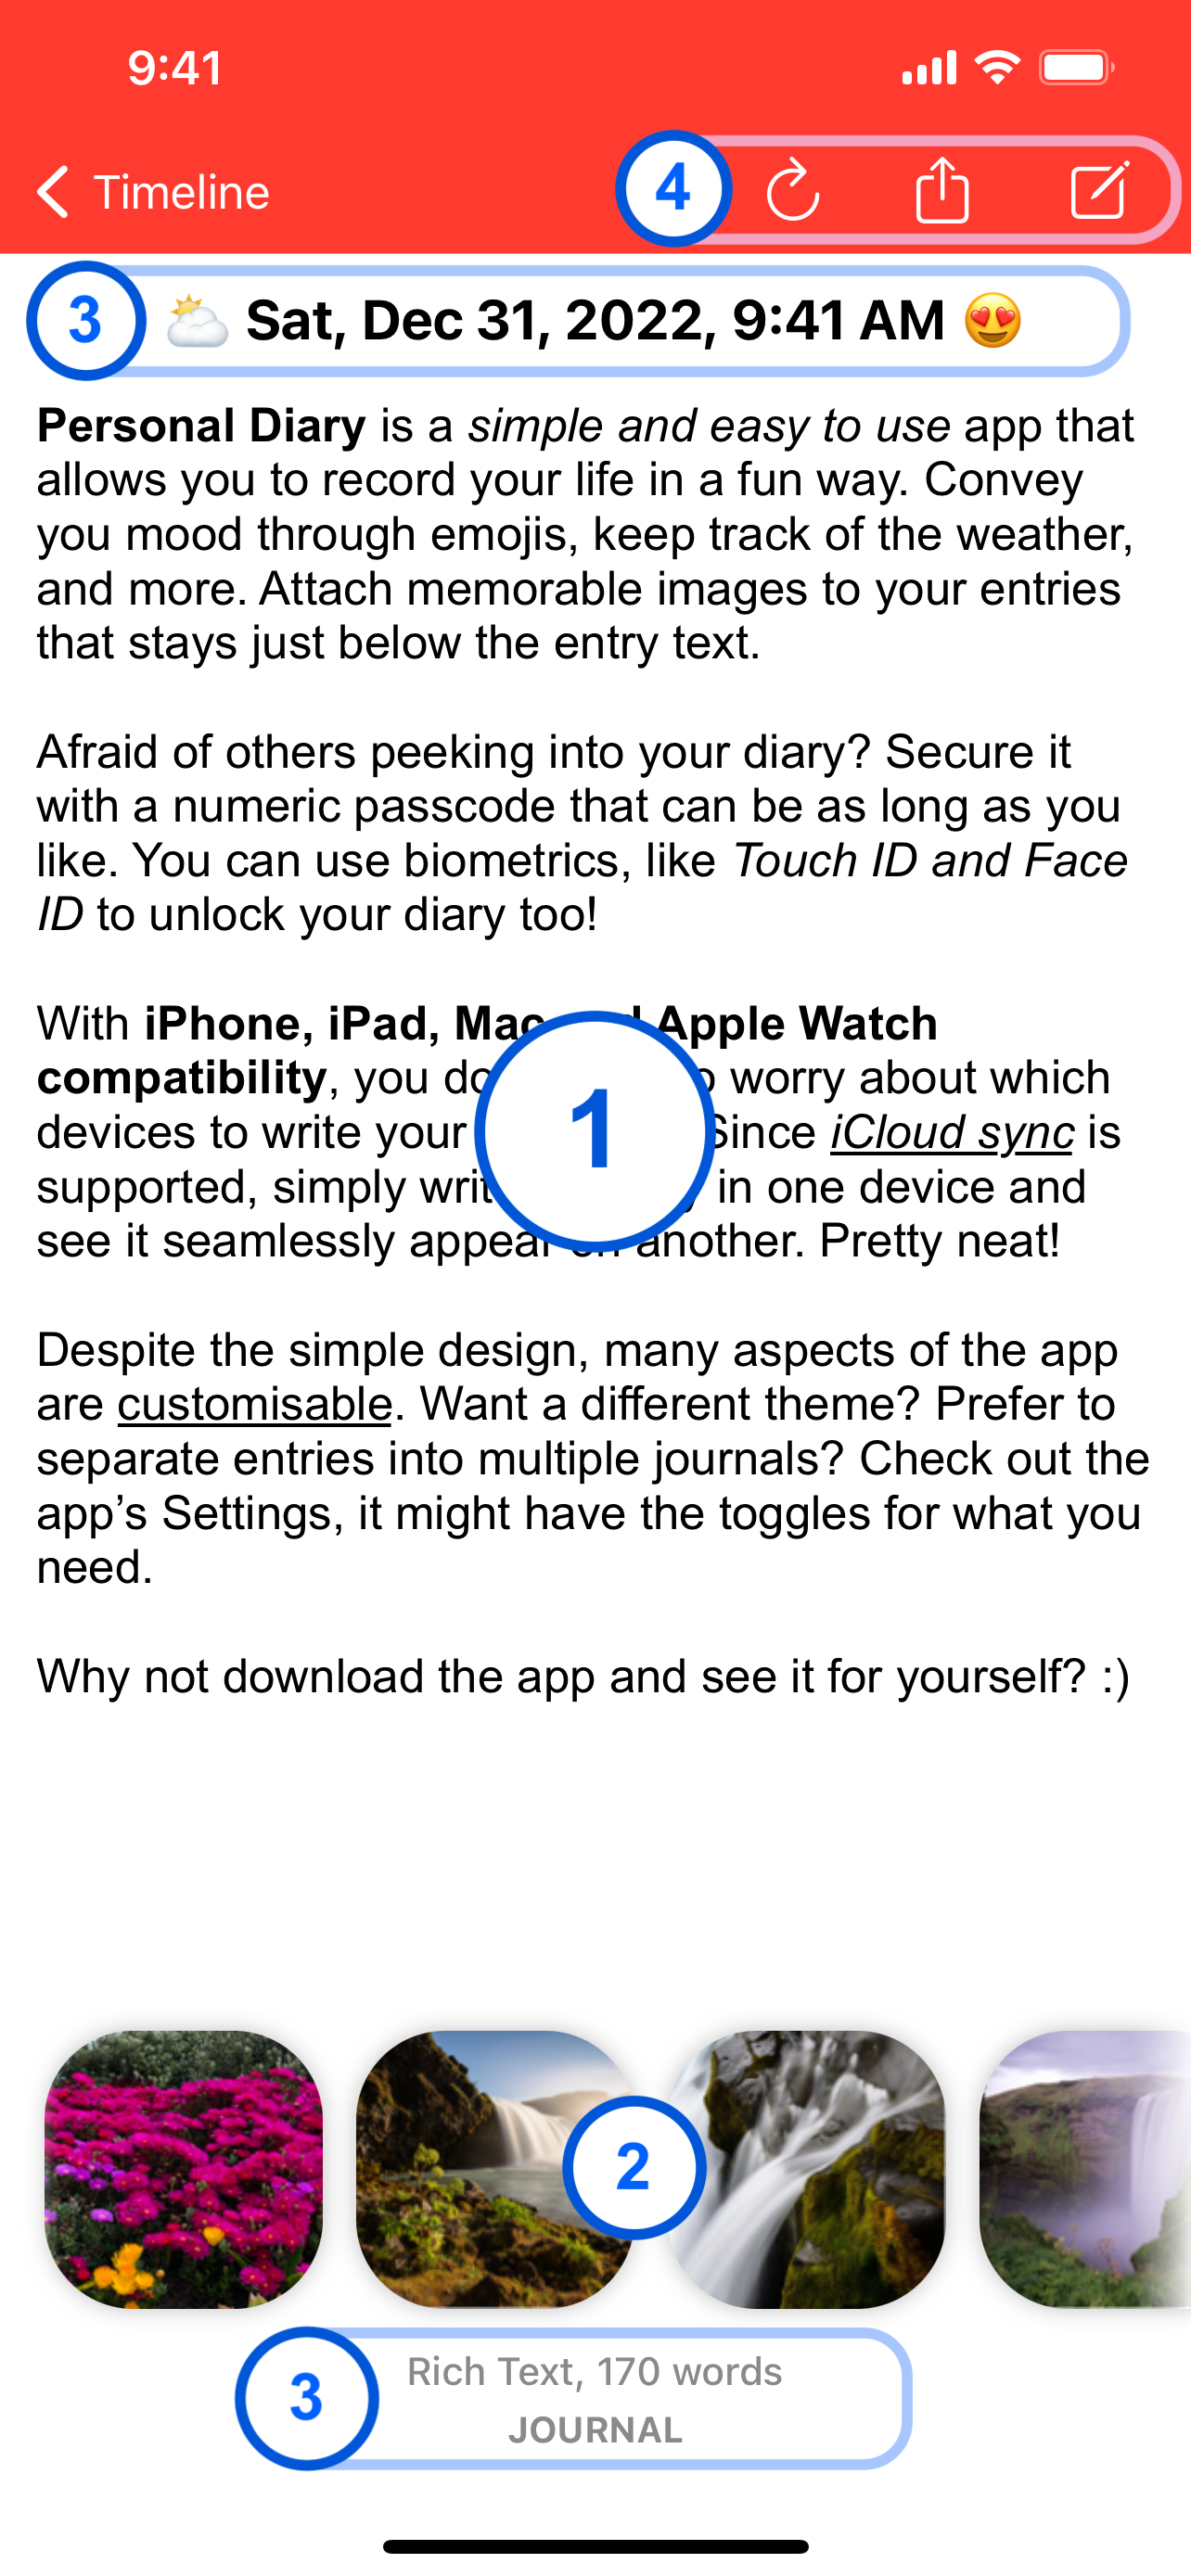 9:41
Timeline
4
3
Sat, Dec 31, 2022, 9:41 AM
Personal Diary is a simple and easy to use app that
allows you to record your life in a fun way. Convey
you mood through emojis, keep track of the weather,
and more. Attach memorable images to your entries
that stays just below the entry text.
Afraid of others peeking into your diary? Secure it
with a numeric passcode that can be as long as you
like. You can use biometrics, like Touch ID and Face
ID to unlock your diary too!
With iPhone, iPad, Mac Apple Watch
compatibility, you worry about which
devices to write your Since iCloud sync is
supported, simply in one device and
see it seamlessly appear on another. Pretty neat!
1
Despite the simple design, many aspects of the app
are customisable. Want a different theme? Prefer to
separate entries into multiple journals? Check out the
app’s Settings, it might have the toggles for what you
need.
Why not download the app and see it for yourself? :)
2
3
Rich Text, 170 words
JOURNAL